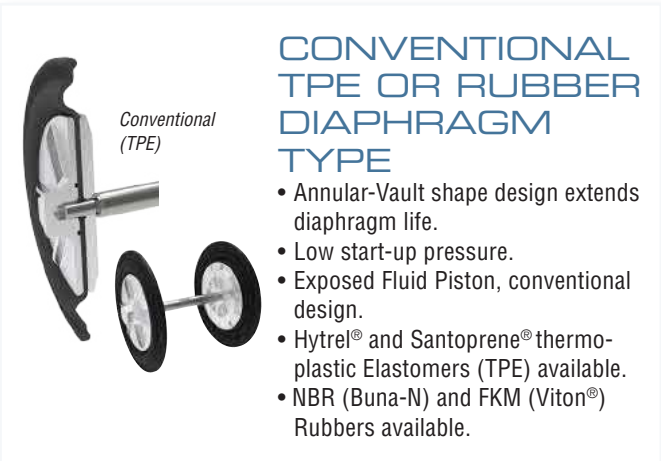 Conventional
(TPE)
CONVENTIONAL
TPE OR RUBBER
DIAPHRAGM
TYPE
• Annular-Vault shape design extends
diaphragm life.
• Low start-up pressure.
• Exposed Fluid Piston, conventional
design.
• Hytrel® and Santoprene® thermo-
plastic Elastomers (TPE) available.
• NBR (Buna-N) and FKM (Viton®)
Rubbers available.